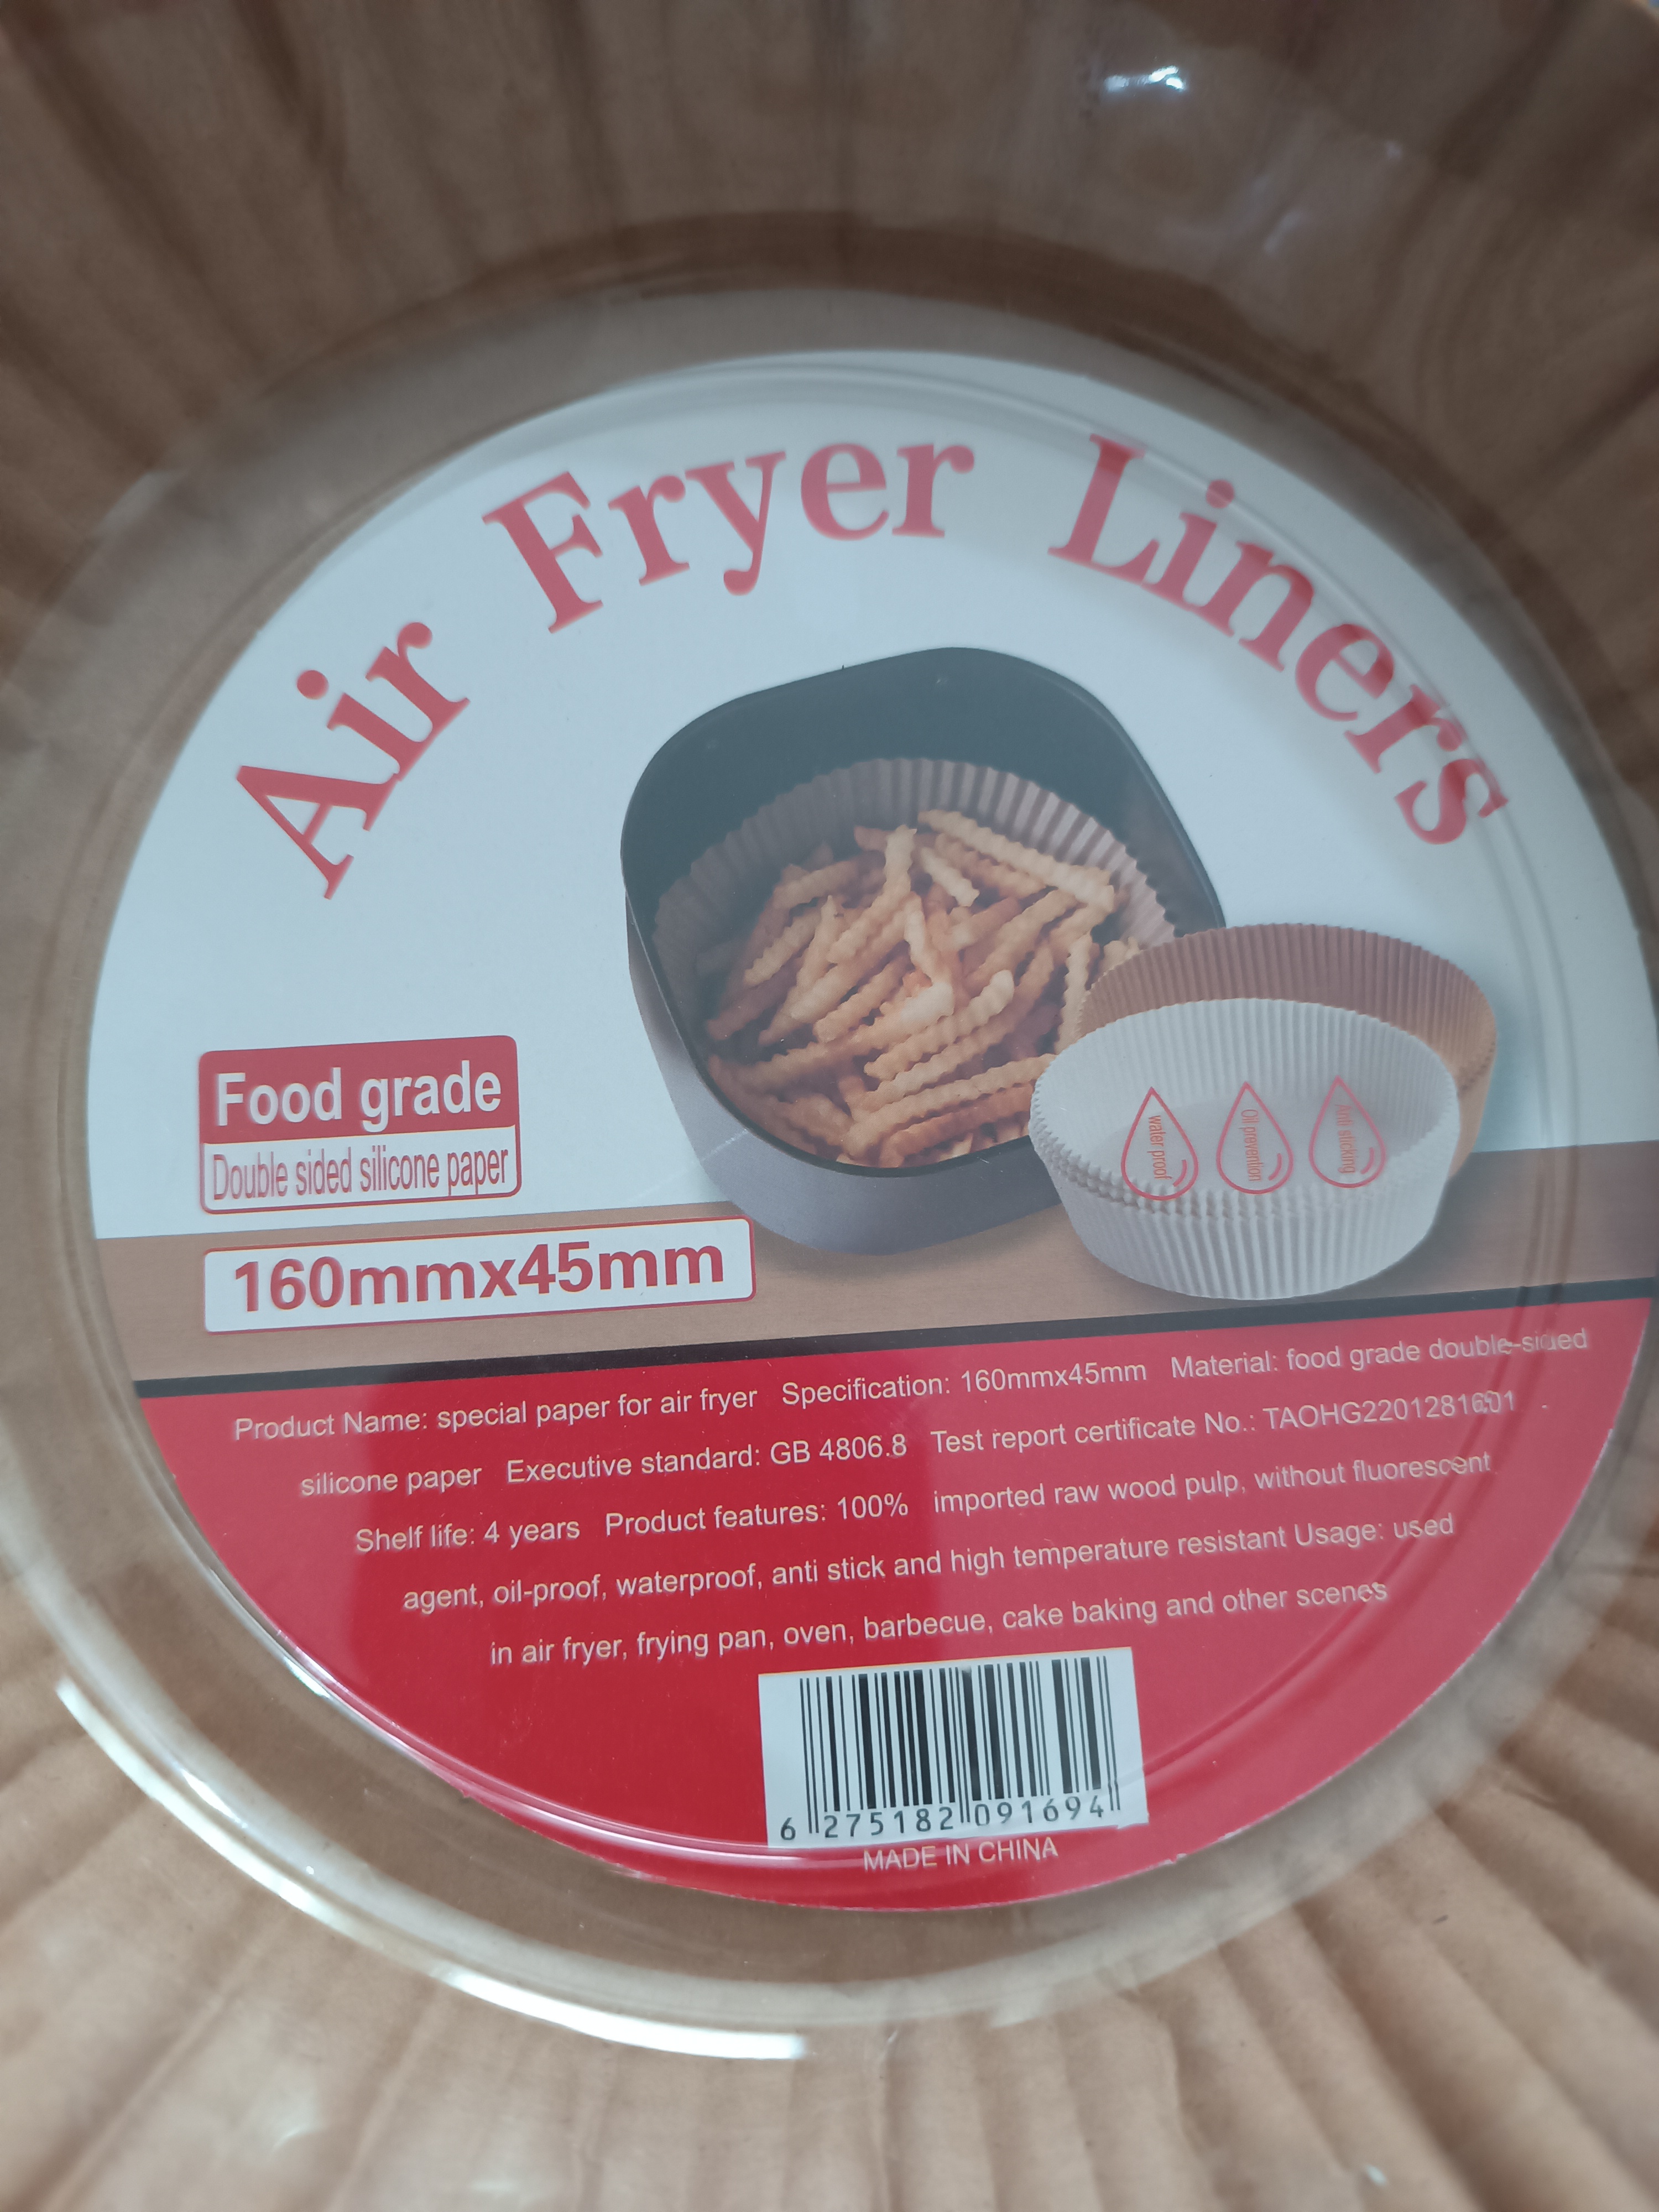 Air Fryer Liners
Food grade
Double sided silicone paper
160mmx45mm
water proof
Oil prevention
Anti sticking
Product Name: special paper for air fryer Specification: 160mmx45mm Material: food grade double-sided
silicone paper Executive standard: GB 4806.8 Test report certificate No.: TAOHG2201281601
Shelf life: 4 years Product features: 100% imported raw wood pulp, without fluorescent
agent, oil-proof, waterproof, anti stick and high temperature resistant Usage: used
in air fryer, frying pan, oven, barbecue, cake baking and other scenes
6 275182 091694
MADE IN CHINA